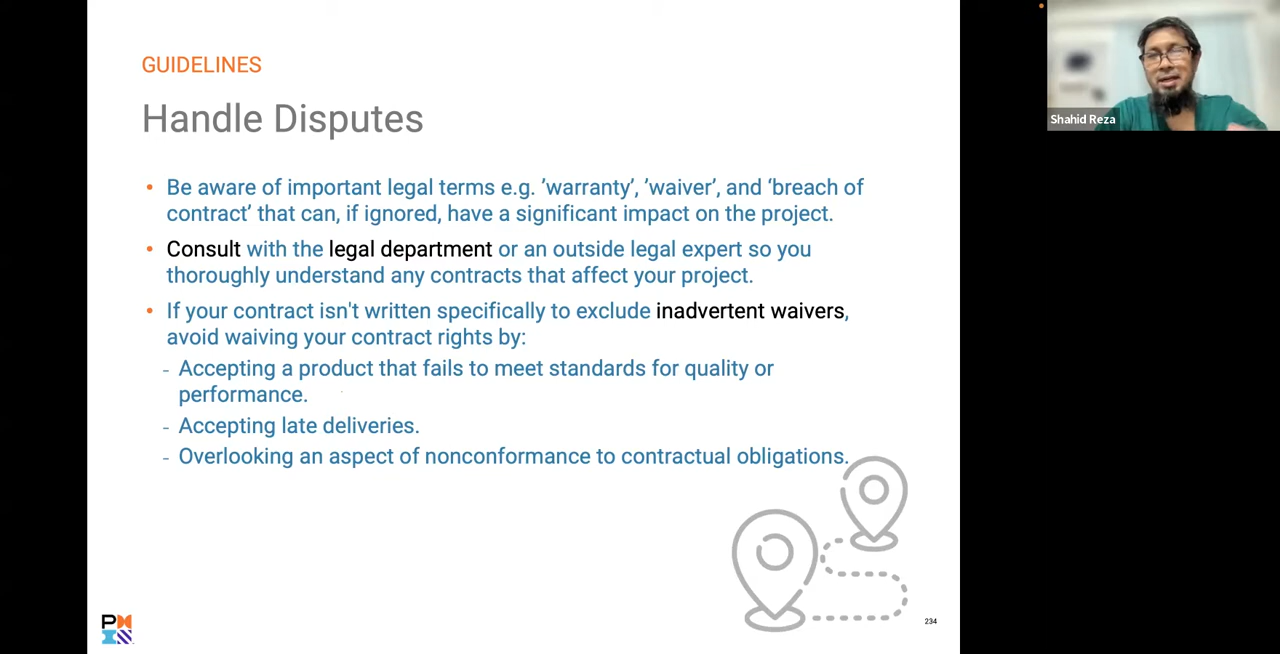 GUIDELINES
Handle Disputes
• Be aware of important legal terms e.g. ’warranty’, ’waiver’, and ‘breach of
contract’ that can, if ignored, have a significant impact on the project.
• Consult with the legal department or an outside legal expert so you
thoroughly understand any contracts that affect your project.
• If your contract isn't written specifically to exclude inadvertent waivers,
avoid waiving your contract rights by:
- Accepting a product that fails to meet standards for quality or
performance.
- Accepting late deliveries.
- Overlooking an aspect of nonconformance to contractual obligations.
PMI
234
Shahid Reza